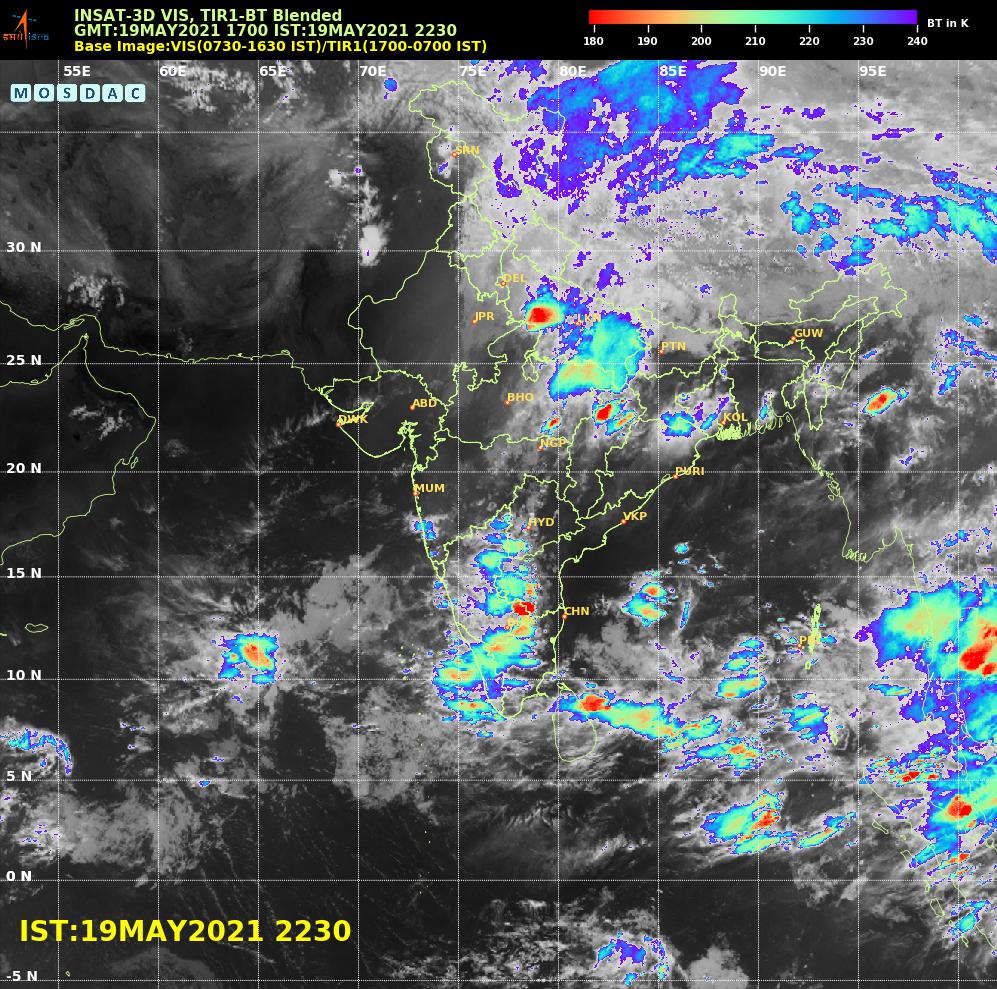 INSAT-3D VIS, TIR1-BT Blended
GMT:19MAY2021 1700 IST:19MAY2021 2230
Base Image:VIS(0730-1630 IST)/TIR1(1700-0700 IST)
BT in K
180 190 200 210 220 230 240
55E 60E 65E 70E 75E 80E 85E 90E 95E
MOSDAC
SRN
30 N
DEL
JPR
LKN
GUW
PTN
25 N
BHO
ABD
DWK
KOL
NGP
20 N
PURI
MUM
HYD
VKP
15 N
CHN
10 N
5 N
0 N
IST:19MAY2021 2230
-5 N